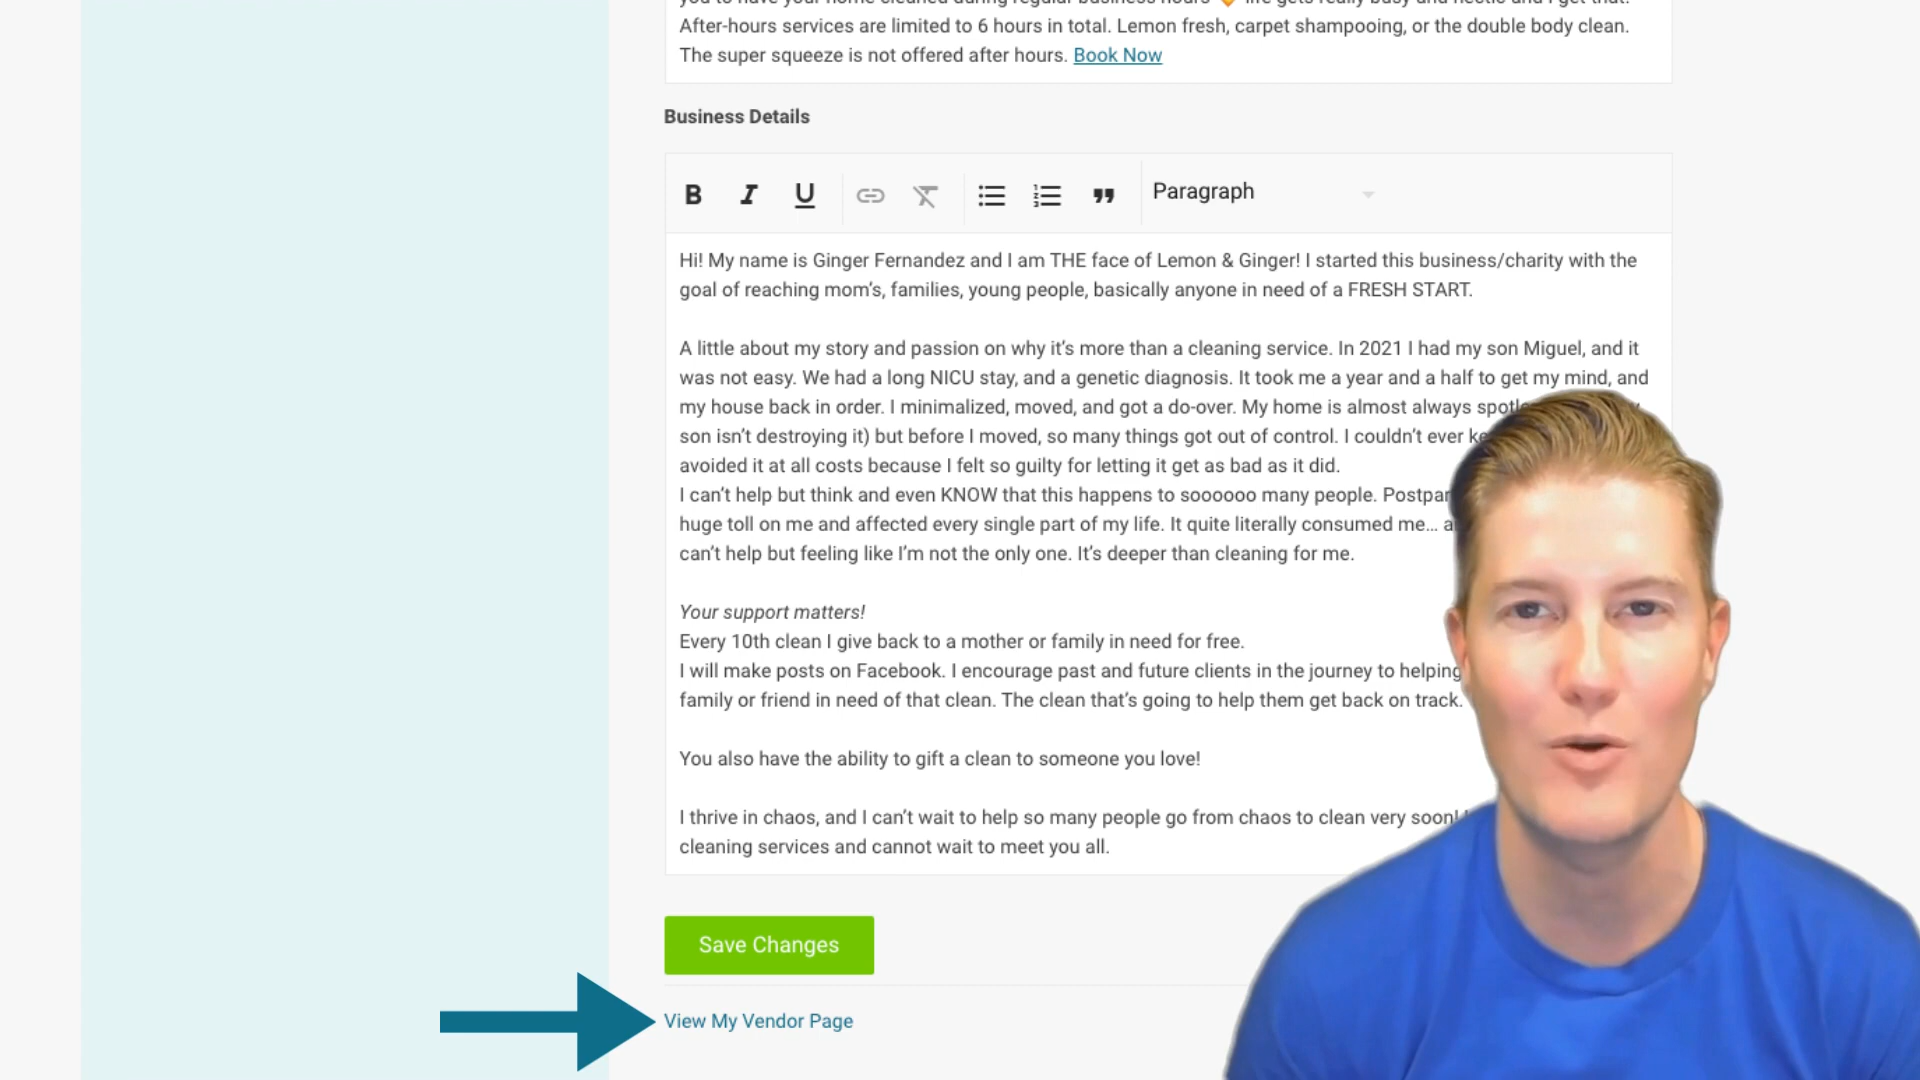 After-hours services are limited to 6 hours in total. Lemon fresh, carpet shampooing, or the double body clean.
The super squeeze is not offered after hours. Book Now
Business Details
B I U Paragraph
Hi! My name is Ginger Fernandez and I am THE face of Lemon & Ginger! I started this business/charity with the
goal of reaching mom’s, families, young people, basically anyone in need of a FRESH START.
A little about my story and passion on why it’s more than a cleaning service. In 2021 I had my son Miguel, and it
was not easy. We had a long NICU stay, and a genetic diagnosis. It took me a year and a half to get my mind, and
my house back in order. I minimalized, moved, and got a do-over. My home is almost always
son isn’t destroying it) but before I moved, so many things got out of control. I couldn’t ever
avoided it at all costs because I felt so guilty for letting it get as bad as it did.
I can’t help but think and even KNOW that this happens to soooooo many people.
huge toll on me and affected every single part of my life. It quite literally consumed me…
can’t help but feeling like I’m not the only one. It’s deeper than cleaning for me.
Your support matters!
Every 10th clean I give back to a mother or family in need for free.
I will make posts on Facebook. I encourage past and future clients in the journey to helping
family or friend in need of that clean. The clean that’s going to help them get back on track.
You also have the ability to gift a clean to someone you love!
I thrive in chaos, and I can’t wait to help so many people go from chaos to clean very soon!
cleaning services and cannot wait to meet you all.
Save Changes
View My Vendor Page